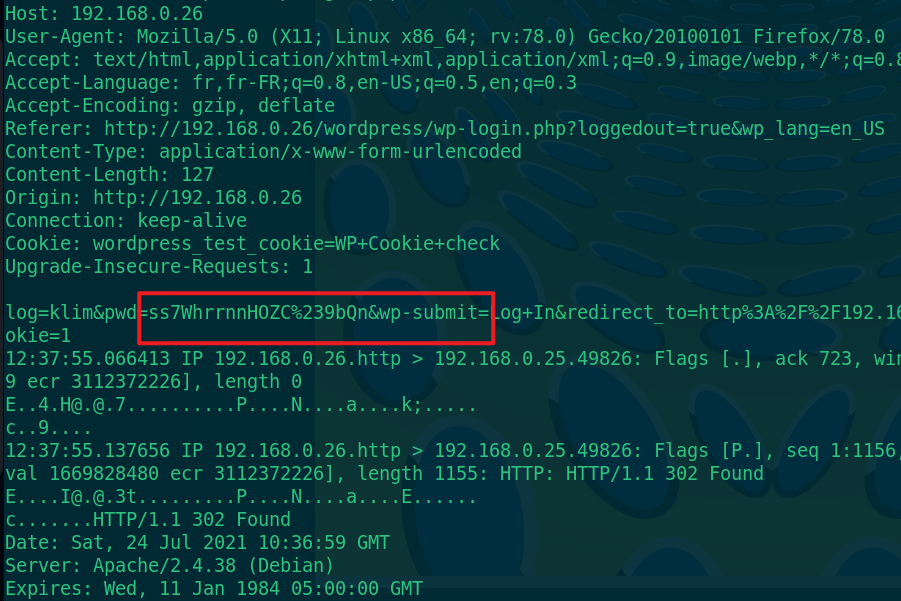 Host: 192.168.0.26
User-Agent: Mozilla/5.0 (X11; Linux x86_64; rv:78.0) Gecko/20100101 Firefox/78.0
Accept: text/html,application/xhtml+xml,application/xml;q=0.9,image/webp,*/*;q=0.8
Accept-Language: fr,fr-FR;q=0.8,en-US;q=0.5,en;q=0.3
Accept-Encoding: gzip, deflate
Referer: http://192.168.0.26/wordpress/wp-login.php?loggedout=true&wp_lang=en_US
Content-Type: application/x-www-form-urlencoded
Content-Length: 127
Origin: http://192.168.0.26
Connection: keep-alive
Cookie: wordpress_test_cookie=WP+Cookie+check
Upgrade-Insecure-Requests: 1
log=klim&pwd=ss7WhrrnnHOZC%239bQn&wp-submit=Log+In&redirect_to=http%3A%2F%2F192.16
okie=1
12:37:55.066413 IP 192.168.0.26.http > 192.168.0.25.49826: Flags [.], ack 723, win
9 ecr 3112372226], length 0
E..4.H@.@.7..........P....N....a....k;.....
c..9....
12:37:55.137656 IP 192.168.0.26.http > 192.168.0.25.49826: Flags [P.], seq 1:1156,
val 1669828480 ecr 3112372226], length 1155: HTTP: HTTP/1.1 302 Found
E....I@.@.3t.........P....N....a....E......
c.......HTTP/1.1 302 Found
Date: Sat, 24 Jul 2021 10:36:59 GMT
Server: Apache/2.4.38 (Debian)
Expires: Wed, 11 Jan 1984 05:00:00 GMT